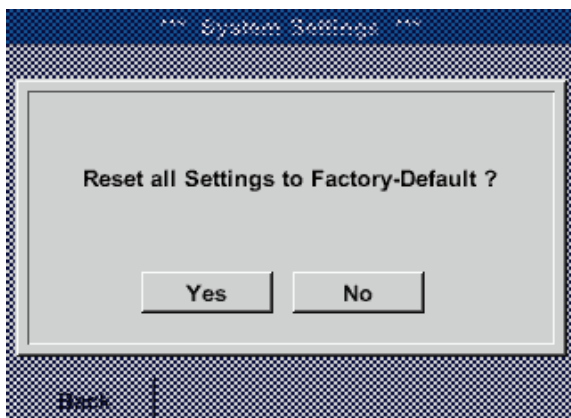 *** System Settings ***
Reset all Settings to Factory-Default ?
Yes
No
Back